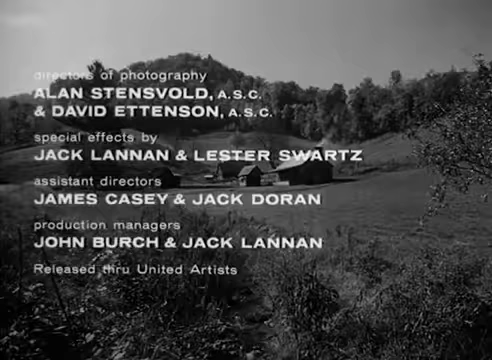 directors of photography
ALAN STENSVOLD, A.S.C.
& DAVID ETTENSON, A.S.C.
special effects by
JACK LANNAN & LESTER SWARTZ
assistant directors
JAMES CASEY & JACK DORAN
production managers
JOHN BURCH & JACK LANNAN
Released thru United Artists